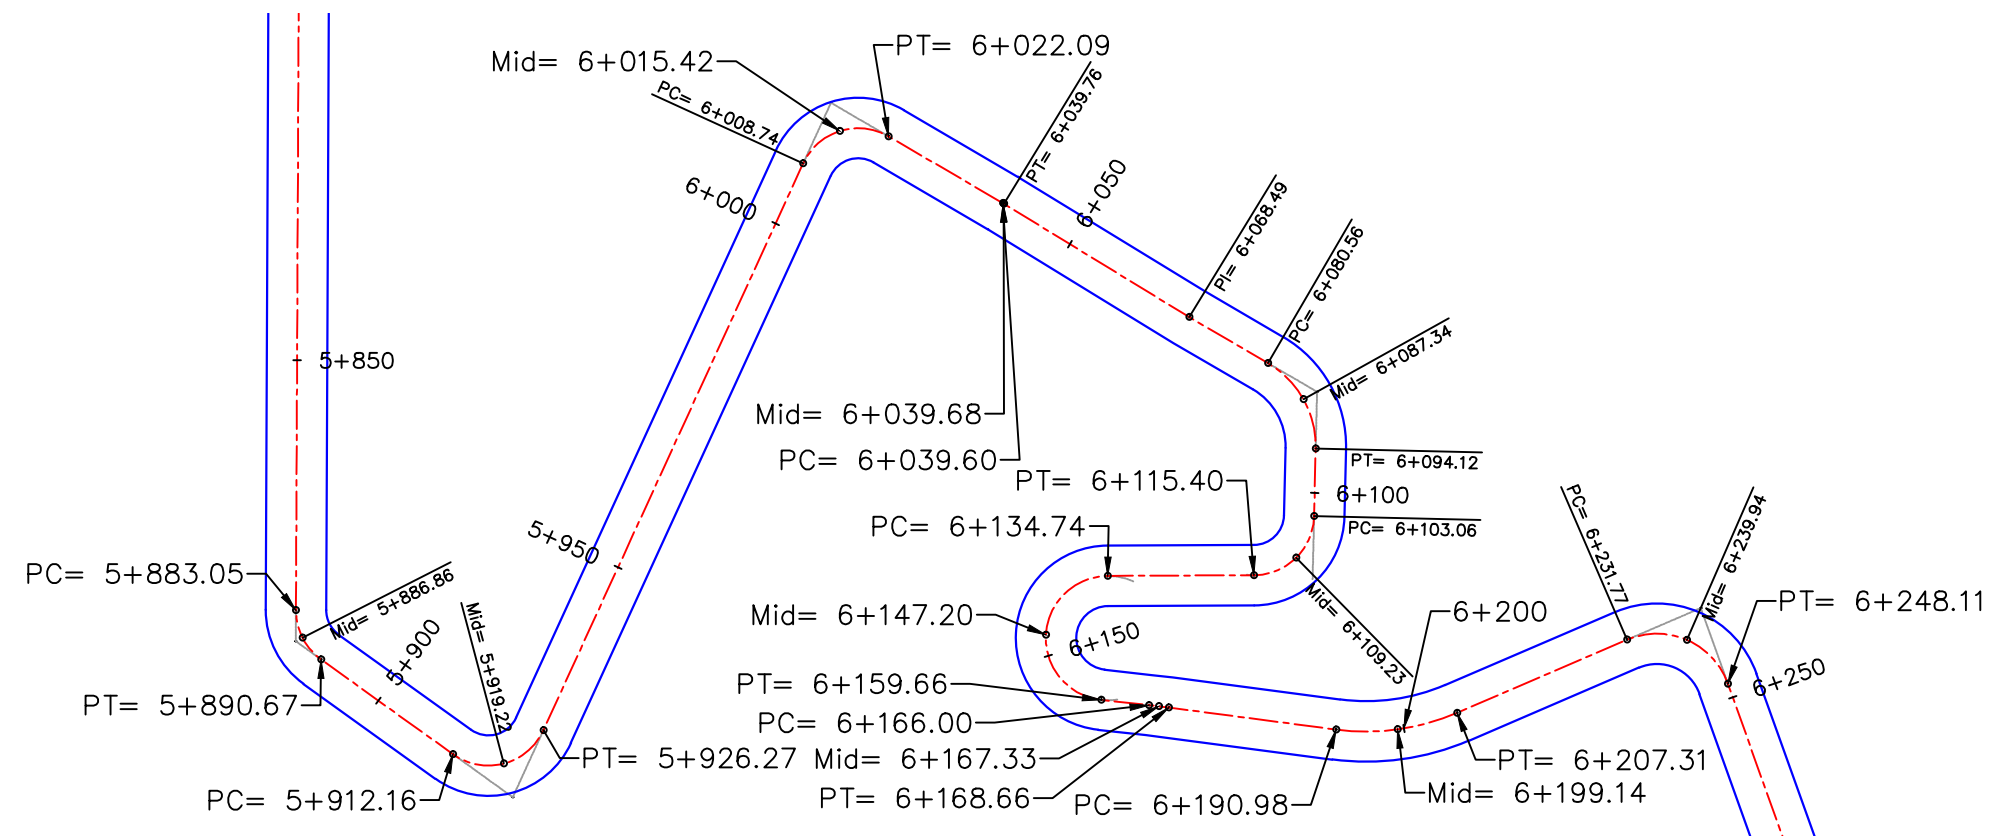 Mid= 6+015.42
PT= 6+022.09
PC= 6+008.74
PT= 6+039.76
6+000
6+050
PI= 6+068.49
PC= 6+080.56
Mid= 6+087.34
5+850
Mid= 6+039.68
PC= 6+039.60
PT= 6+094.12
PT= 6+115.40
6+100
PC= 6+103.06
PC= 6+134.74
5+950
PC= 6+231.77
Mid= 6+239.94
PC= 5+883.05
Mid= 5+886.86
5+900
Mid= 5+919.22
Mid= 6+147.20
6+150
Mid= 6+109.23
6+200
PT= 6+248.11
6+250
PT= 5+890.67
PT= 6+159.66
PC= 6+166.00
PT= 5+926.27
Mid= 6+167.33
PT= 6+207.31
PC= 5+912.16
PT= 6+168.66
PC= 6+190.98
Mid= 6+199.14